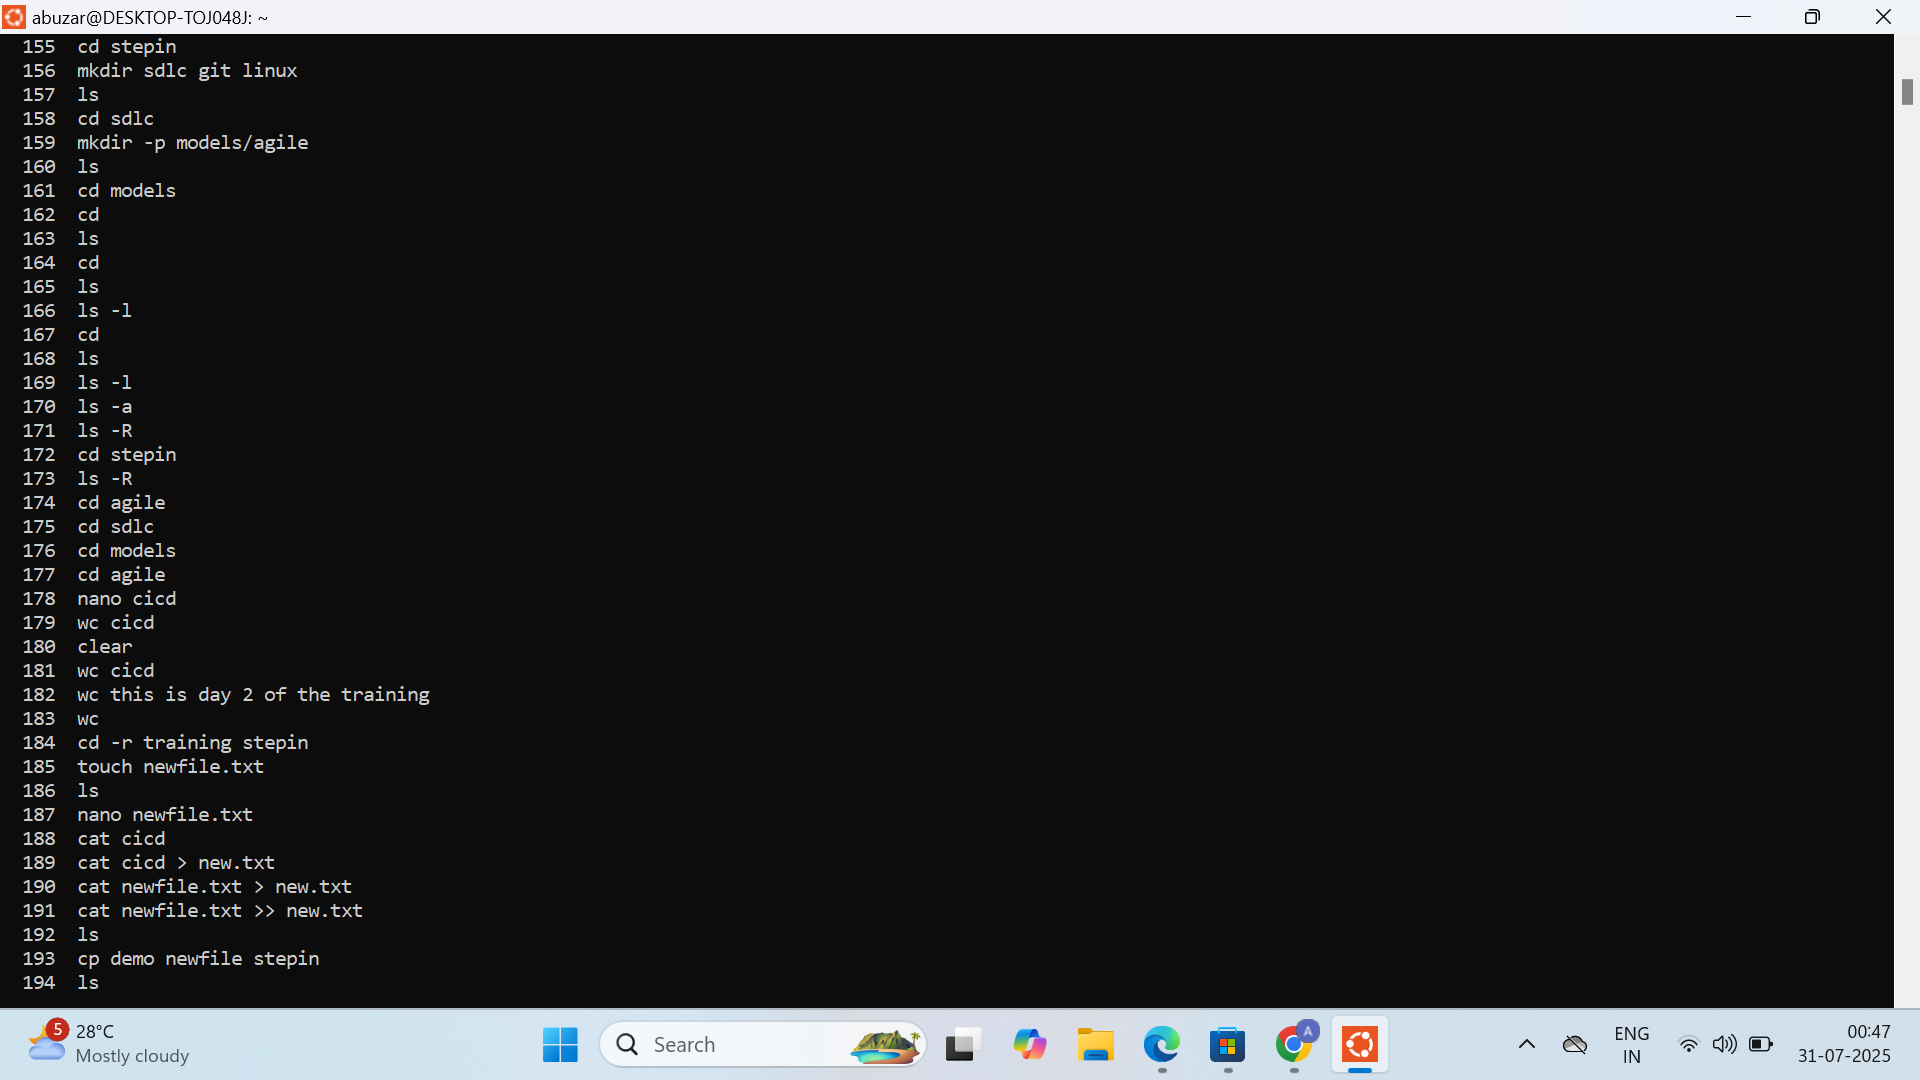 abuzar@DESKTOP-TOJ048J: ~
155 cd stepin
156 mkdir sdlc git linux
157 ls
158 cd sdlc
159 mkdir -p models/agile
160 ls
161 cd models
162 cd
163 ls
164 cd
165 ls
166 ls -l
167 cd
168 ls
169 ls -l
170 ls -a
171 ls -R
172 cd stepin
173 ls -R
174 cd agile
175 cd sdlc
176 cd models
177 cd agile
178 nano cicd
179 wc cicd
180 clear
181 wc cicd
182 wc this is day 2 of the training
183 wc
184 cd -r training stepin
185 touch newfile.txt
186 ls
187 nano newfile.txt
188 cat cicd
189 cat cicd > new.txt
190 cat newfile.txt > new.txt
191 cat newfile.txt >> new.txt
192 ls
193 cp demo newfile stepin
194 ls
5
28°C
Mostly cloudy
Search
A
ENG
IN
00:47
31-07-2025